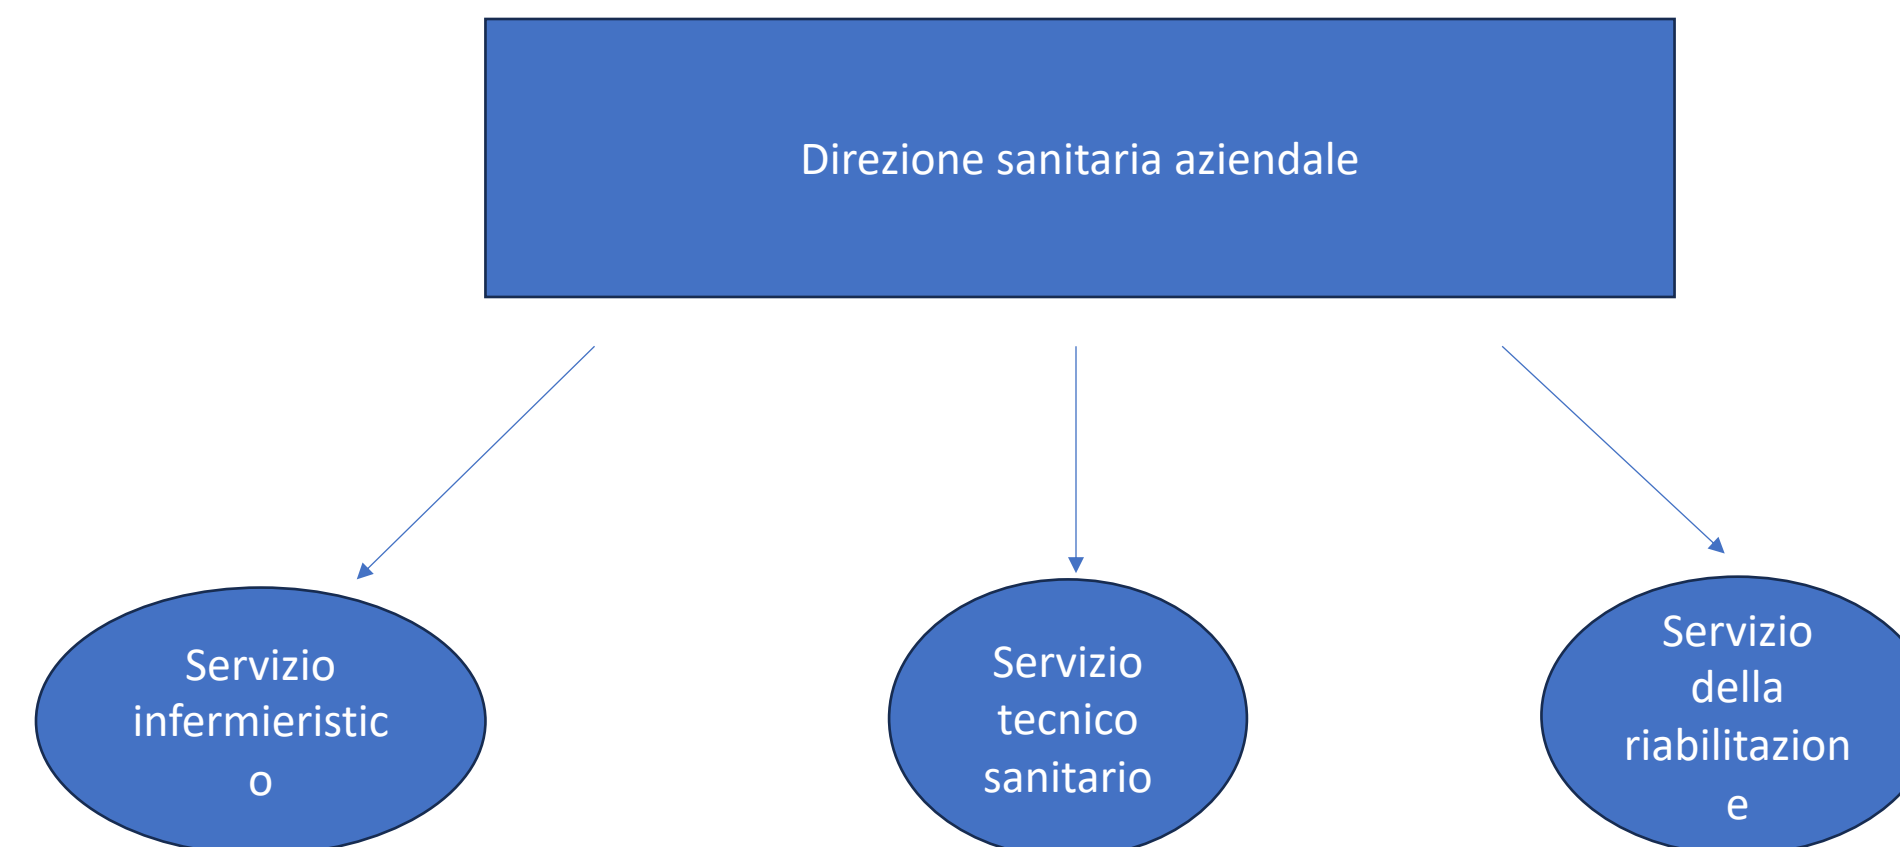 Direzione sanitaria aziendale
Servizio
infermieristic
o
Servizio
tecnico
sanitario
Servizio
della
riabilitazion
e